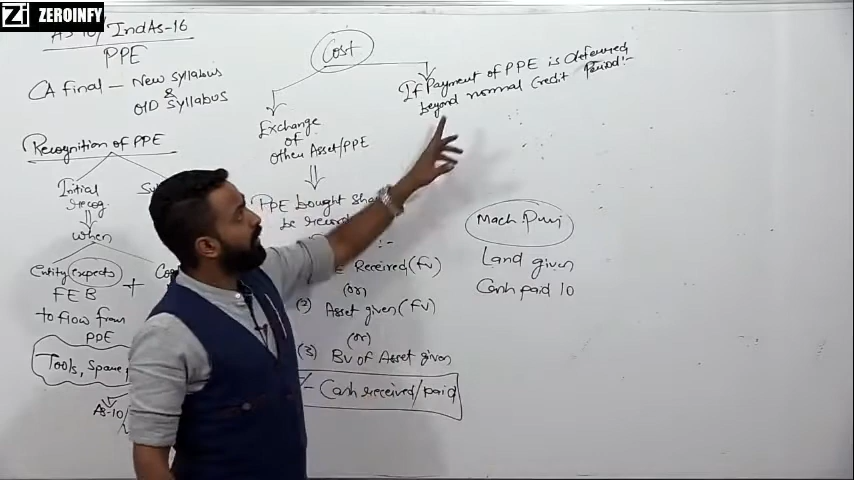 Zi ZEROINFY
AS-10/IndAs-16
PPE
CA final - New Syllabus
&
OlD Syllabus
Recognition of PPE
Initial
recog
when
Entity expects
FEB +
to flow from
PPE
Tools, Spare
AS-10
Cost
Exchange
of
Other Asset/PPE
PPE bought
be
Received (FV)
(or)
(2) Asset given (FV)
(or)
(3) BV of Asset given
- Cash received/paid
If Payment of PPE is deferred
beyond normal Credit Period:-
Mach Puri
Land given
Cash paid 10